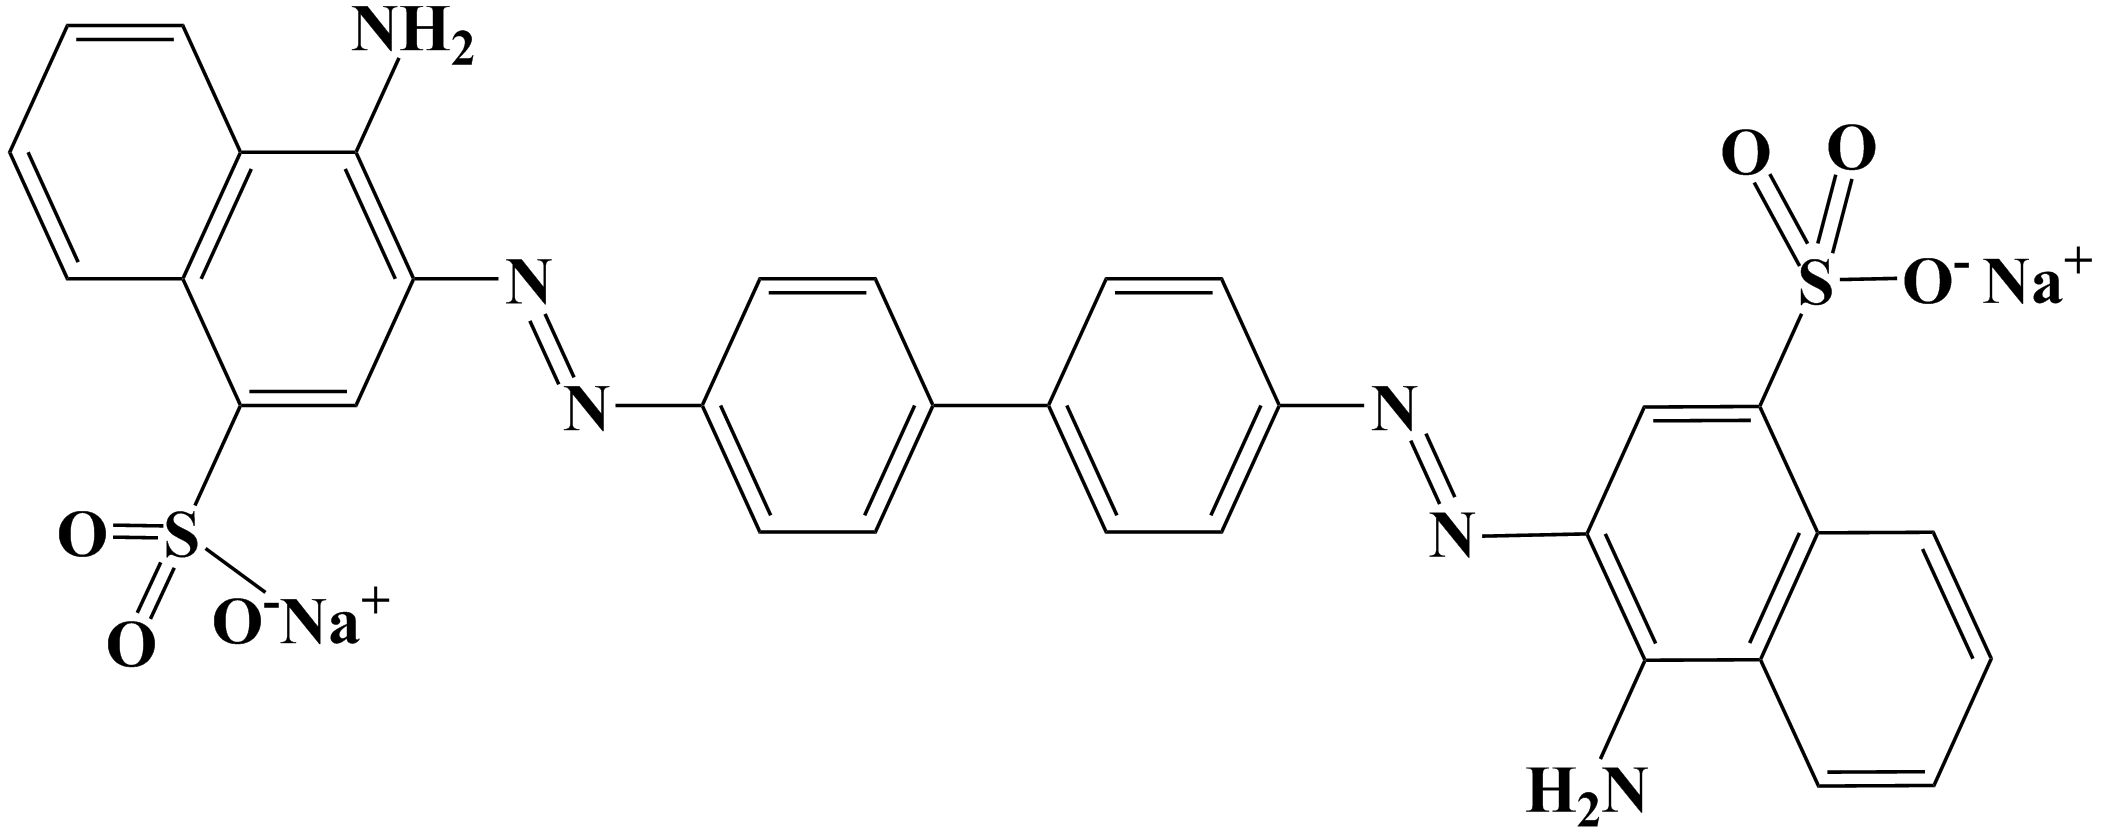 NH₂
O O
N
S O⁻ Na⁺
N
N
O S
N
O O⁻Na⁺
H₂N